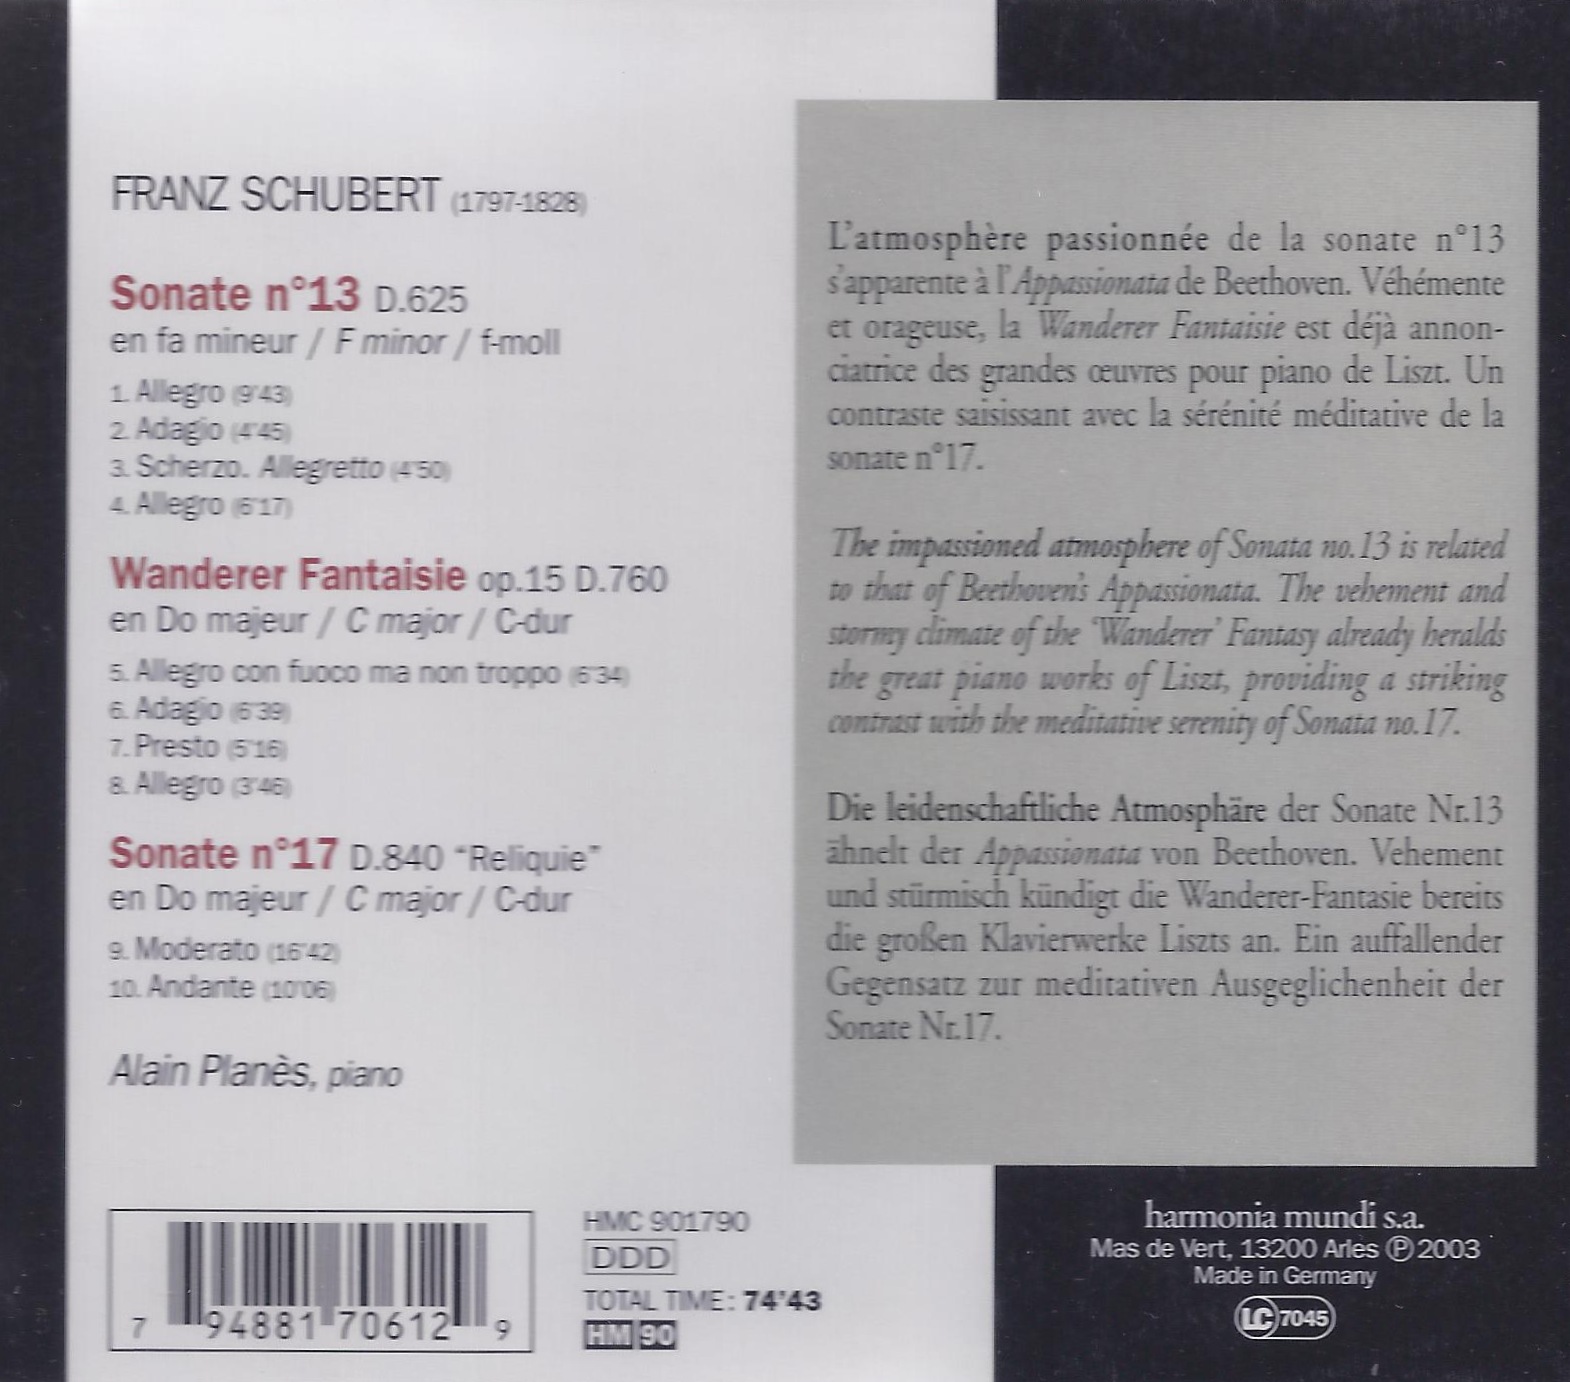 FRANZ SCHUBERT (1797-1828)
Sonate n°13 D.625
en fa mineur / F minor / f-moll
1. Allegro (9'43)
2. Adagio (4'45)
3. Scherzo. Allegretto (4'50)
4. Allegro (6'17)
Wanderer Fantaisie op.15 D.760
en Do majeur / C major / C-dur
5. Allegro con fuoco ma non troppo (6'34)
6. Adagio (6'39)
7. Presto (5'16)
8. Allegro (3'46)
Sonate n°17 D.840 "Reliquie"
en Do majeur / C major / C-dur
9. Moderato (16'42)
10. Andante (10'06)
Alain Planès, piano
L'atmosphère passionnée de la sonate n°13
s'apparente à l'Appassionata de Beethoven. Véhémente
et orageuse, la Wanderer Fantaisie est déjà annon-
ciatrice des grandes œuvres pour piano de Liszt. Un
contraste saisissant avec la sérénité méditative de la
sonate n°17.
The impassioned atmosphere of Sonata no.13 is related
to that of Beethoven's Appassionata. The vehement and
stormy climate of the 'Wanderer' Fantasy already heralds
the great piano works of Liszt, providing a striking
contrast with the meditative serenity of Sonata no.17.
Die leidenschaftliche Atmosphäre der Sonate Nr.13
ähnelt der Appassionata von Beethoven. Vehement
und stürmisch kündigt die Wanderer-Fantasie bereits
die großen Klavierwerke Liszts an. Ein auffallender
Gegensatz zur meditativen Ausgeglichenheit der
Sonate Nr.17.
7 94881 70612 9
HMC 901790
DDD
TOTAL TIME: 74'43
HM 90
harmonia mundi s.a.
Mas de Vert, 13200 Arles ℗ 2003
Made in Germany
LC 7045